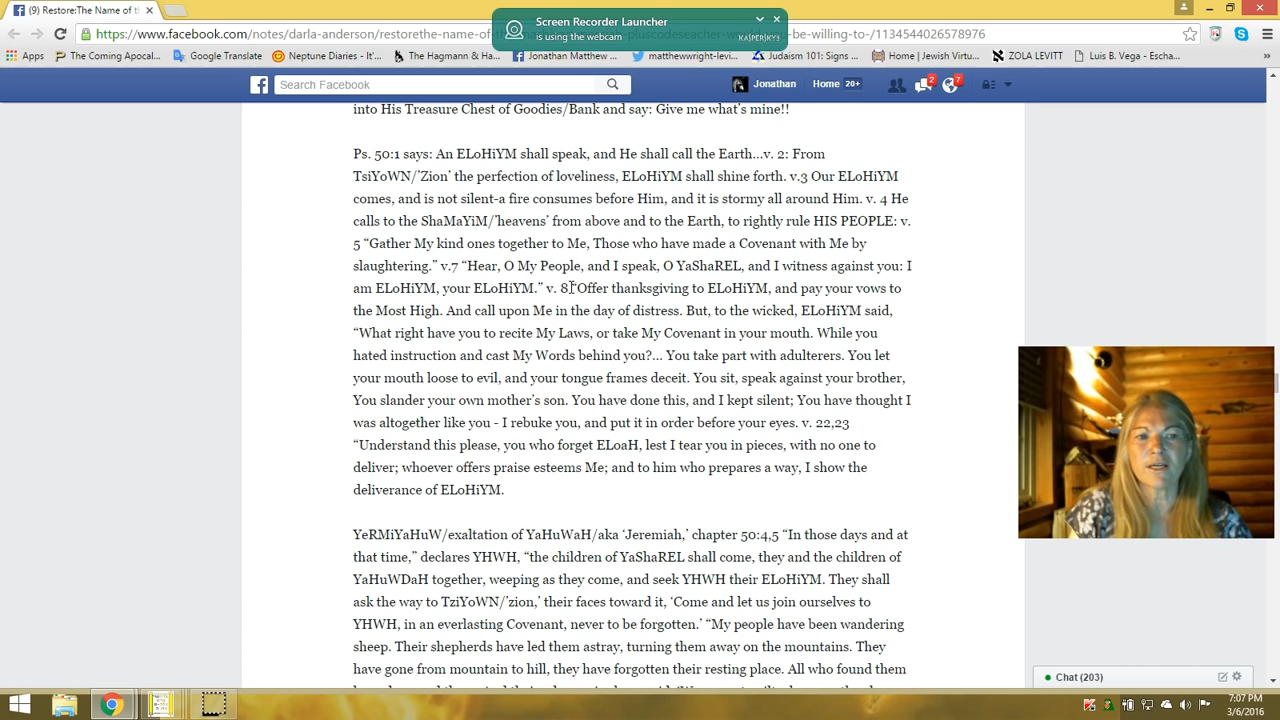 (9) Restore:The Name of th
Screen Recorder Launcher
is using the webcam
KASPERSKY
https://www.facebook.com/notes/darla-anderson/restorethe-name-of-
-pluscodeseacher-wo
be-willing-to-/1134544026578976
Apps
The Coming Apocaly
Google Translate
Neptune Diaries - It'
The Hagmann & Hag
Facebook
Jonathan Matthew W
matthewwright-levit
Judaism 101: A
| Jewish Virtu
ZOLA LEVITT
Luis B. Vega - Escha
Search Facebook
Jonathan
Home
20+
2
7
into His Treasure Chest of Goodies/Bank and say: Give me what's mine!!
Ps. 50:1 says: An ELoHiYM shall speak, and He shall call the Earth…v. 2: From
TsiYoWN/'Zion' the perfection of loveliness, ELoHiYM shall shine forth. v.3 Our ELoHiYM
comes, and is not silent-a fire consumes before Him, and it is stormy all around Him. v. 4 He
calls to the ShaMaYiM/'heavens' from above and to the Earth, to rightly rule HIS PEOPLE: v.
5 “Gather My kind ones together to Me, Those who have made a Covenant with Me by
slaughtering.” v.7 “Hear, O My People, and I speak, O YaShaREL, and I witness against you: I
am ELoHiYM, your ELoHiYM.” v. 8 “Offer thanksgiving to ELoHiYM, and pay your vows to
the Most High. And call upon Me in the day of distress. But, to the wicked, ELoHiYM said,
“What right have you to recite My Laws, or take My Covenant in your mouth. While you
hated instruction and cast My Words behind you?… You take part with adulterers. You let
your mouth loose to evil, and your tongue frames deceit. You sit, speak against your brother,
You slander your own mother's son. You have done this, and I kept silent; You have thought I
was altogether like you - I rebuke you, and put it in order before your eyes. v. 22,23
“Understand this please, you who forget ELoaH, lest I tear you in pieces, with no one to
deliver; whoever offers praise esteems Me; and to him who prepares a way, I show the
deliverance of ELoHiYM.
YeRMiYaHuW/exaltation of YaHuWaH/aka ‘Jeremiah,’ chapter 50:4,5 “In those days and at
that time,” declares YHWH, “the children of YaShaREL shall come, they and the children of
YaHuWDaH together, weeping as they come, and seek YHWH their ELoHiYM. They shall
ask the way to TziYoWN/’zion,’ their faces toward it, ‘Come and let us join ourselves to
YHWH, in an everlasting Covenant, never to be forgotten.’ “My people have been wandering
sheep. Their shepherds have led them astray, turning them away on the mountains. They
have gone from mountain to hill, they have forgotten their resting place. All who found them
Chat (203)
7:07 PM
3/6/2016